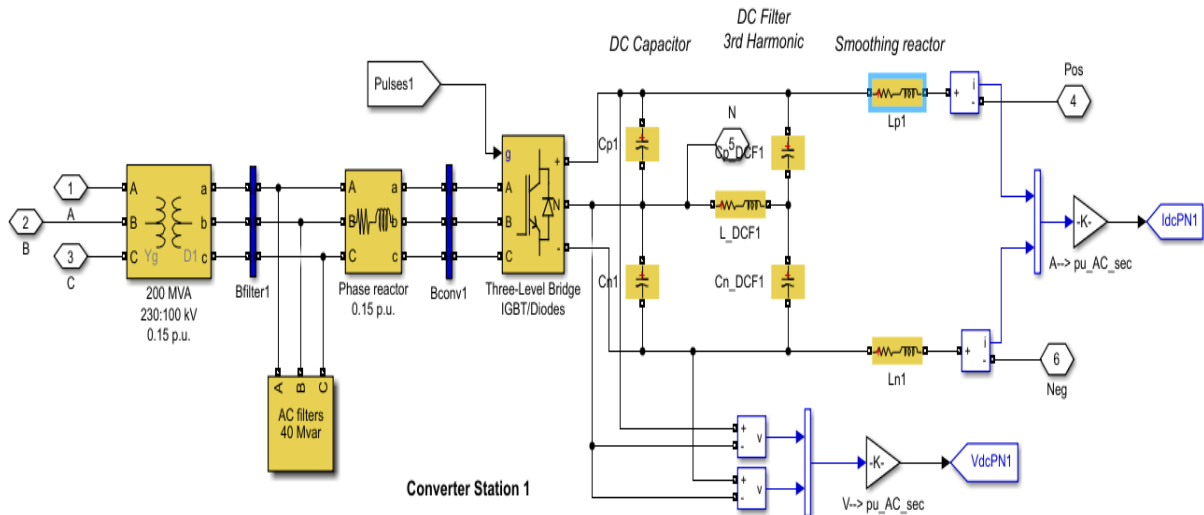 DC Filter
DC Capacitor
3rd Harmonic
Smoothing reactor
Pulses1
N
5
Pos
4
i
+
-
Lp1
Cp1
Cp_DCF1
g
+
N
-
A
B
C
1
A
2
B
3
C
A
B
C
a
b
c
Yg
D1
A
B
C
a
b
c
L_DCF1
-K-
IdcPN1
A--> pu_AC_sec
200 MVA
230:100 kV
0.15 p.u.
Bfilter1
Phase reactor
0.15 p.u.
Bconv1
Three-Level Bridge
IGBT/Diodes
Cn1
Cn_DCF1
Ln1
+
i
-
6
Neg
A
B
C
AC filters
40 Mvar
+
-
v
+
-
v
-K-
VdcPN1
V--> pu_AC_sec
Converter Station 1